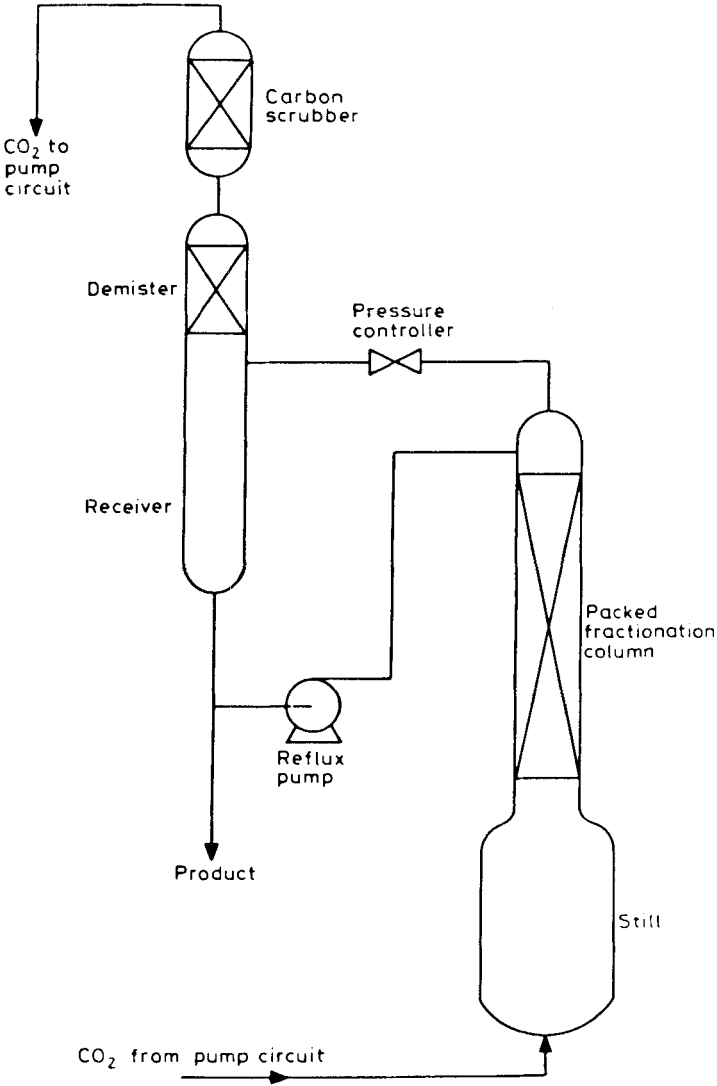 Carbon
scrubber
CO₂ to
pump
circuit
Demister
Pressure
controller
Receiver
Packed
fractionation
column
Reflux
pump
Product
Still
CO₂ from pump circuit